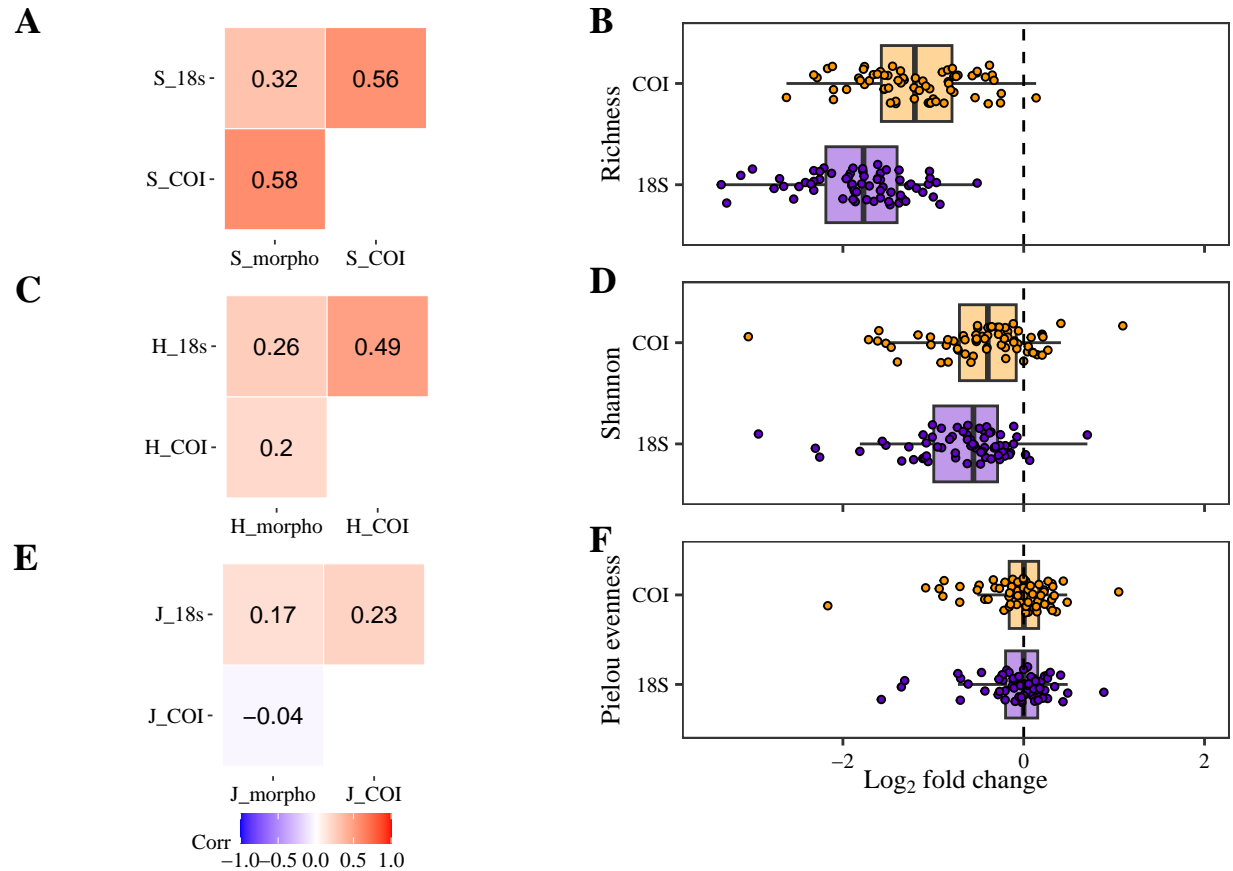 A
S_18s
0.32
0.56
S_COI
0.58
S_morpho
S_COI
B
Richness
COI
18S
C
H_18s
0.26
0.49
H_COI
0.2
H_morpho
H_COI
D
Shannon
COI
18S
E
J_18s
0.17
0.23
J_COI
−0.04
J_morpho
J_COI
Corr
−1.0 −0.5 0.0 0.5 1.0
F
Pielou evenness
COI
18S
−2 0 2
Log2 fold change